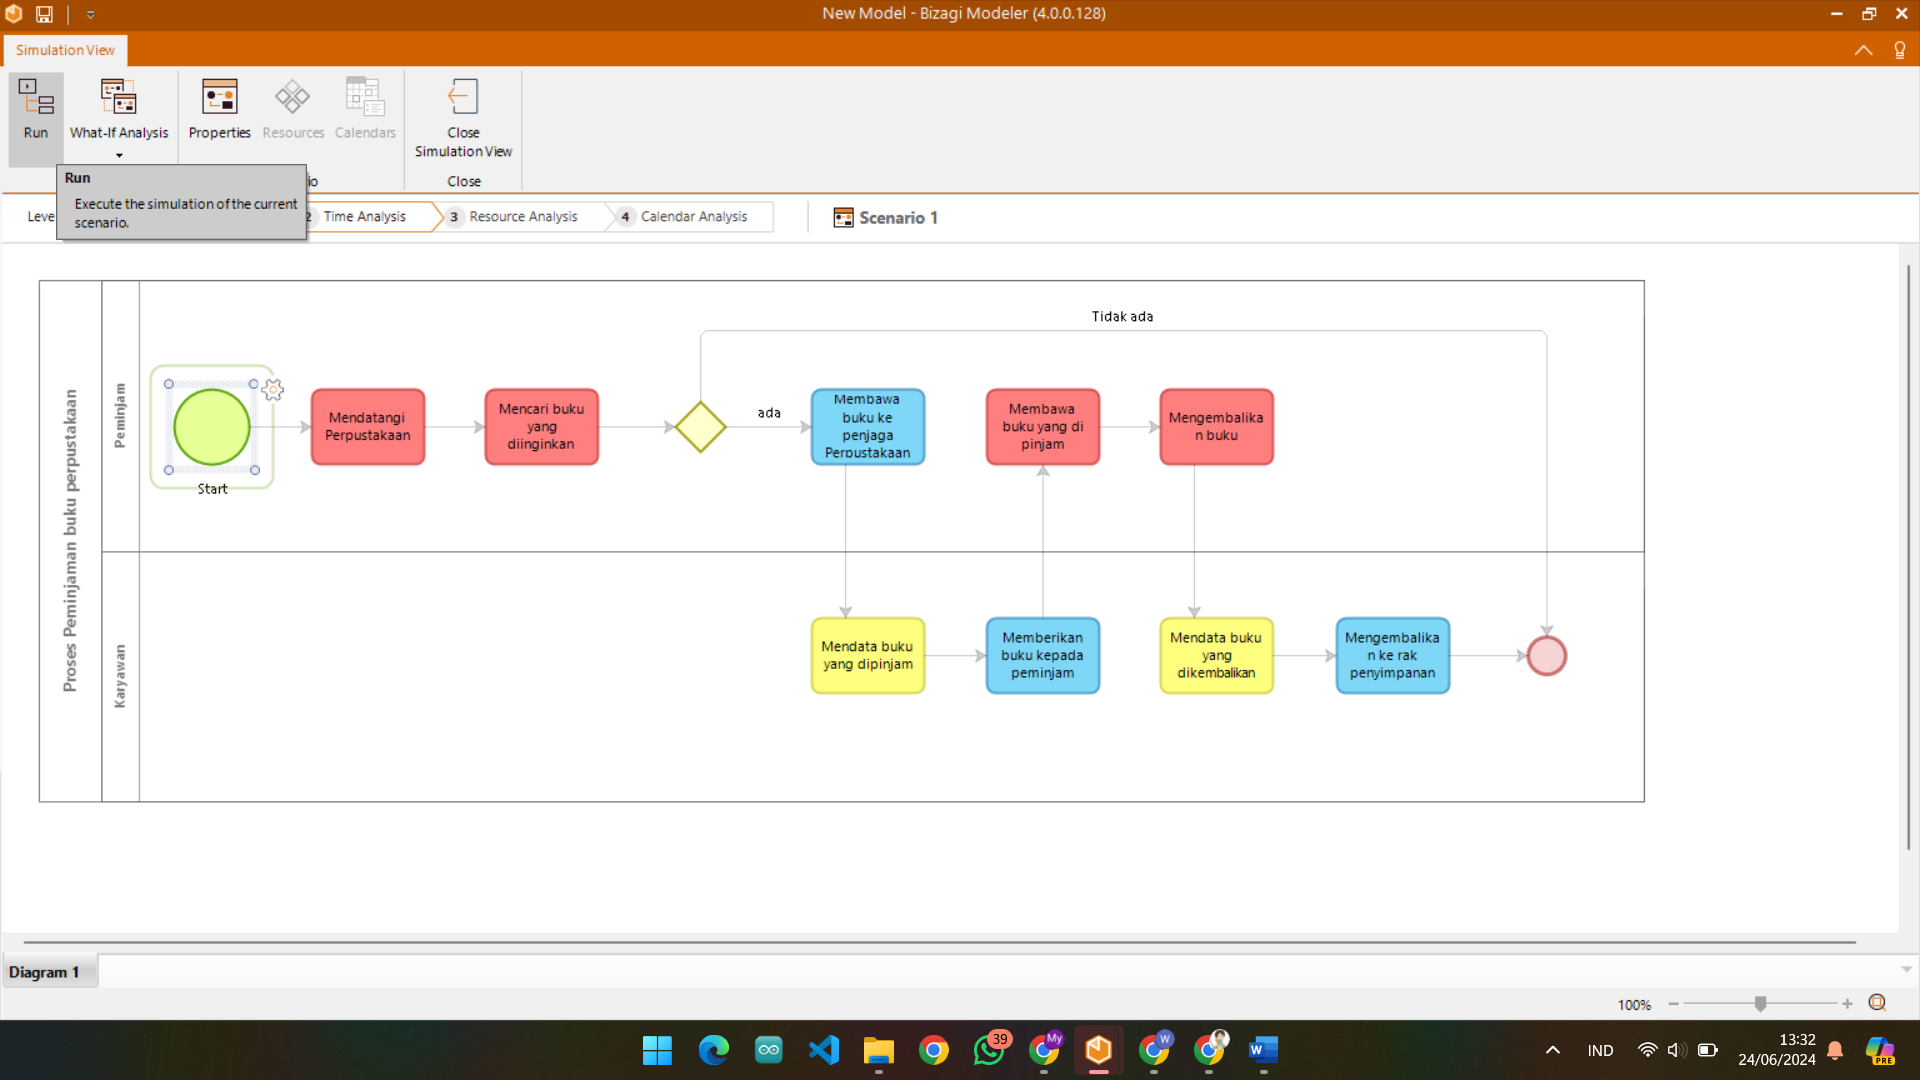 New Model - Bizagi Modeler (4.0.0.128)
Simulation View
Run
What-If Analysis
Properties
Resources
Calendars
Close
Simulation View
io
Close
Run
Execute the simulation of the current
scenario.
Leve
2 Time Analysis
3 Resource Analysis
4 Calendar Analysis
Scenario 1
Proses Peminjaman buku perpustakaan
Peminjam
Tidak ada
Start
Mendatangi
Perpustakaan
Mencari buku
yang
diinginkan
ada
Membawa
buku ke
penjaga
Perpustakaan
Membawa
buku yang di
pinjam
Mengembalika
n buku
Karyawan
Mendata buku
yang dipinjam
Memberikan
buku kepada
peminjam
Mendata buku
yang
dikembalikan
Mengembalika
n ke rak
penyimpanan
Diagram 1
100%
39
My
W
W
IND
13:32
24/06/2024
PRE